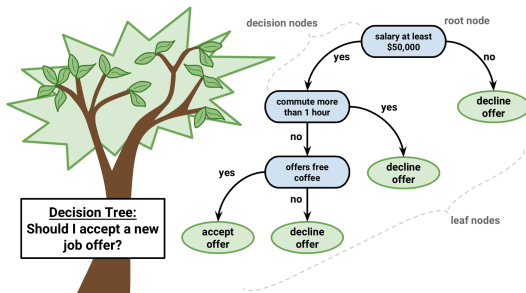 decision nodes
root node
salary at least
$50,000
yes
no
commute more
than 1 hour
decline
offer
yes
no
offers free
coffee
decline
offer
yes
no
accept
offer
decline
offer
leaf nodes
Decision Tree:
Should I accept a new
job offer?